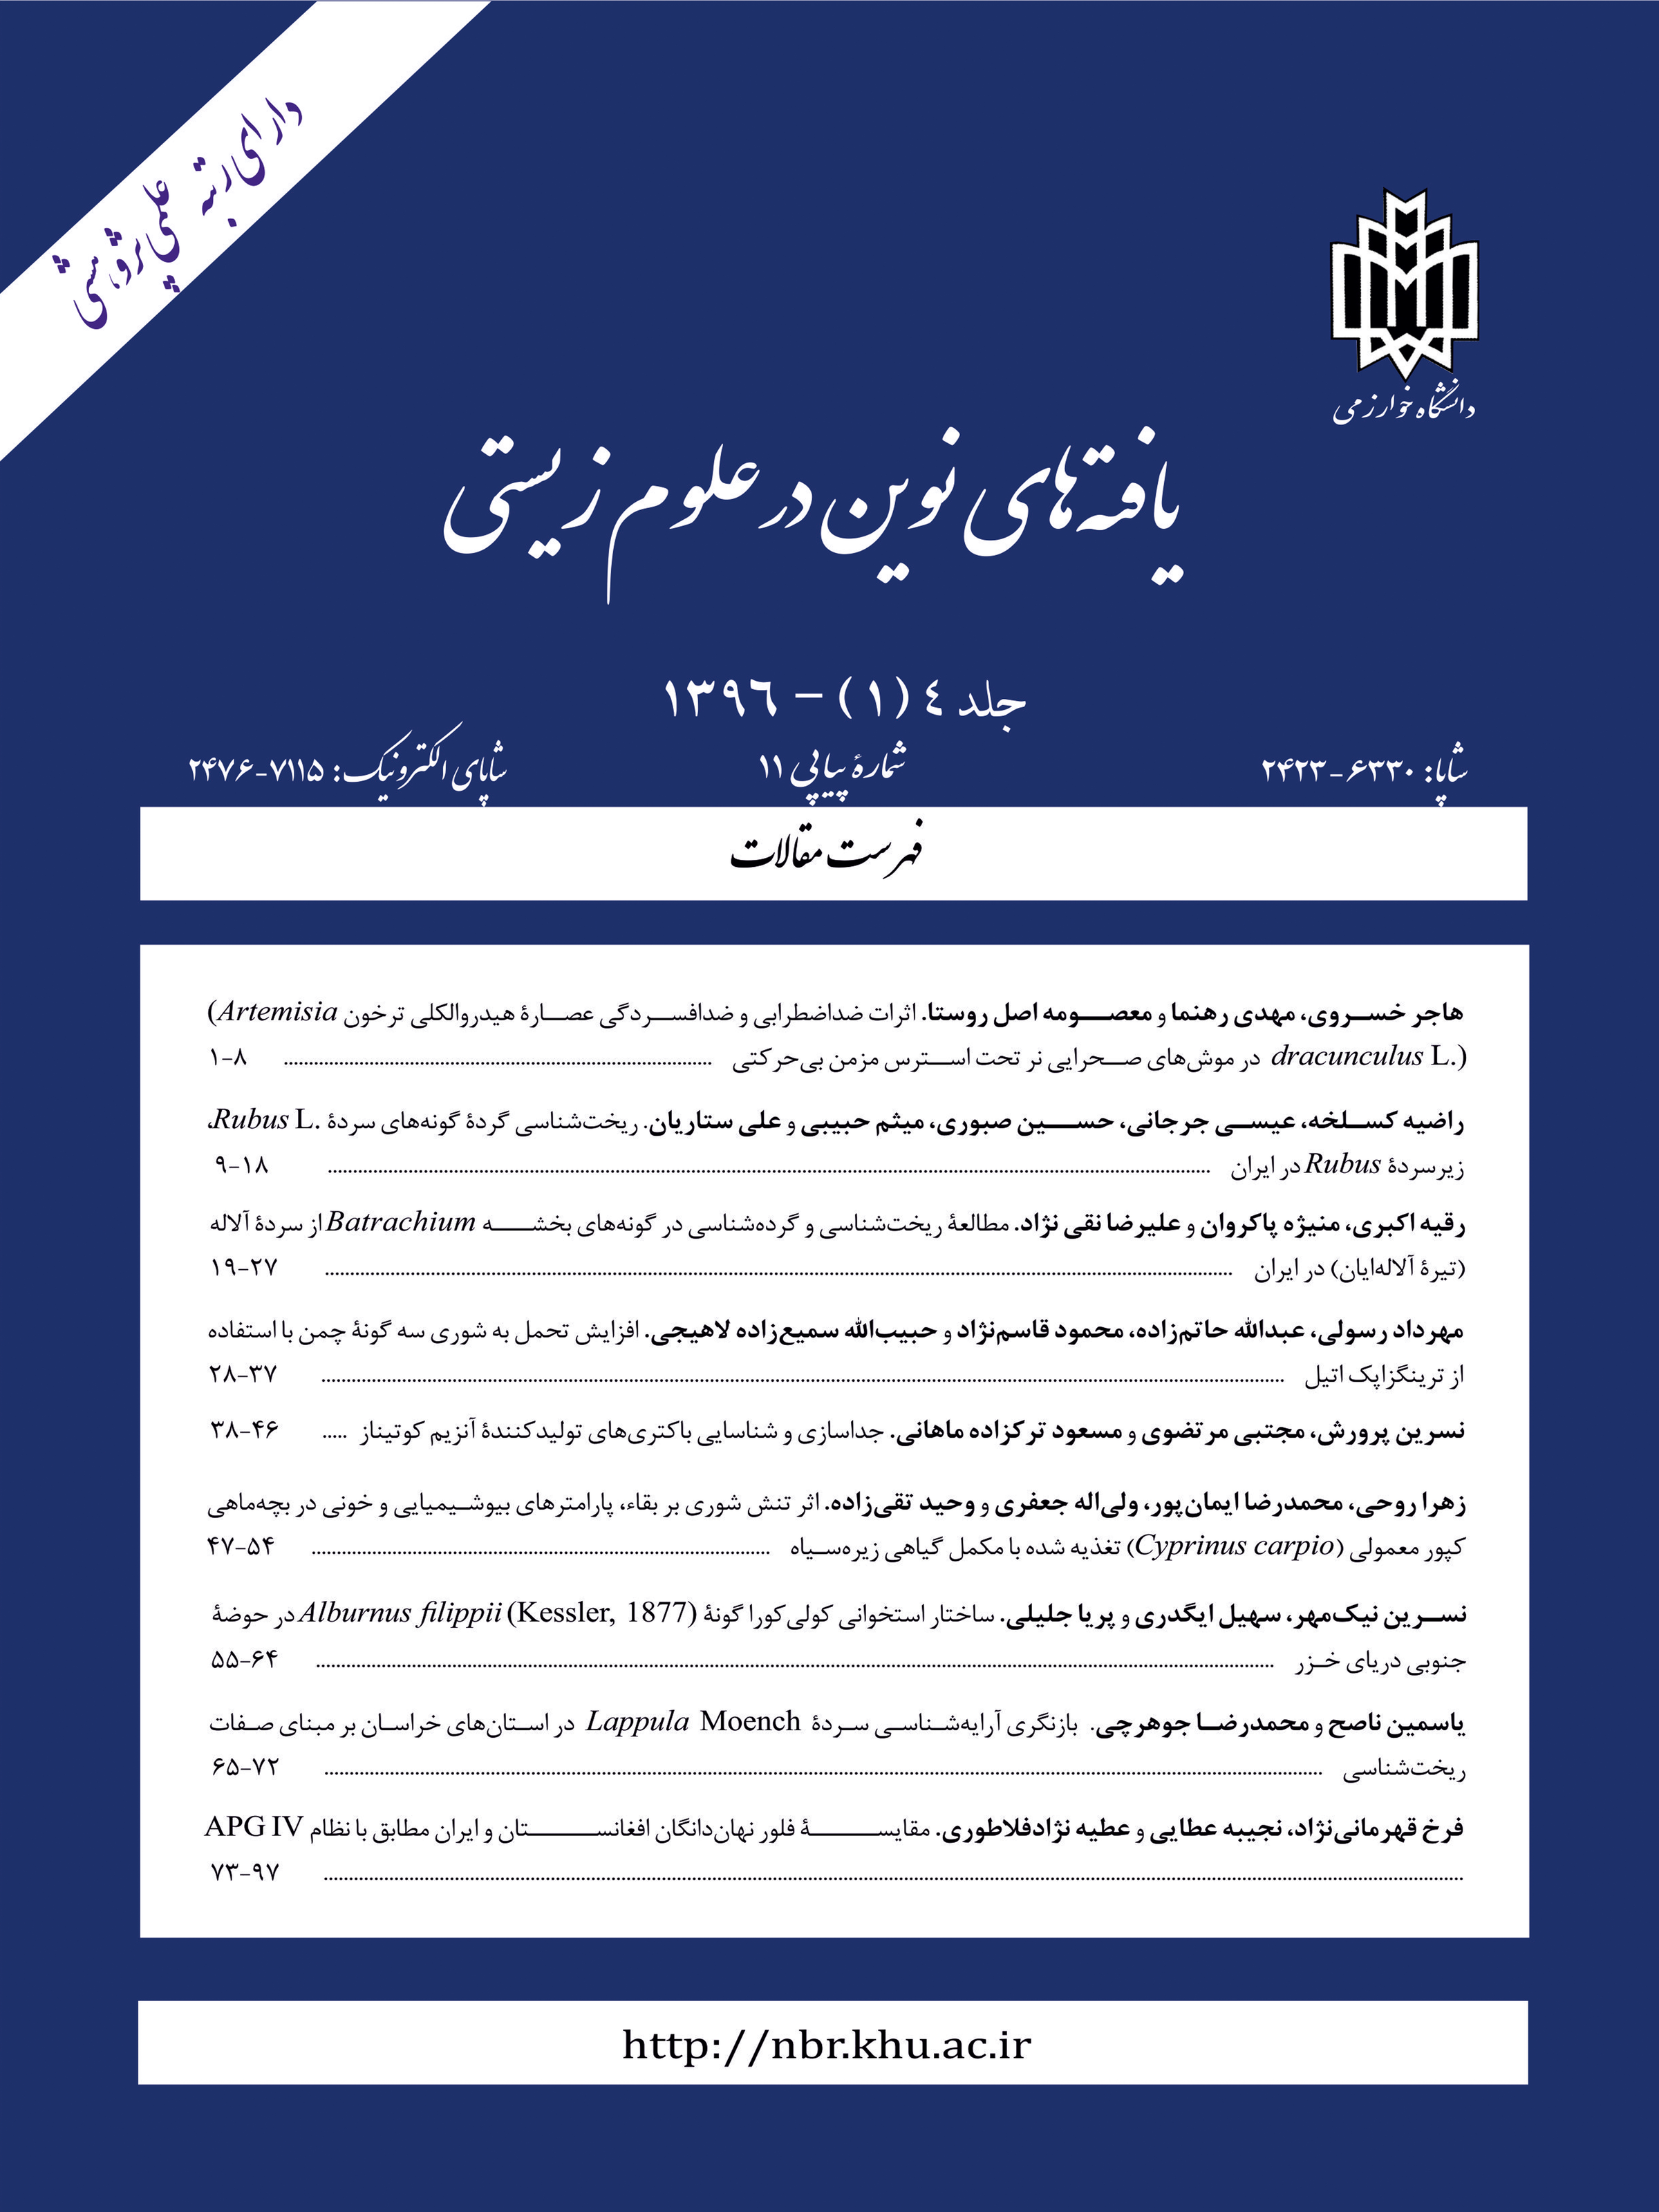 دارای رتبه علمی پژوهشی
دانشگاه خوارزمی
یافته‌های نوین در علوم زیستی
جلد ٤ (١) – ١٣٩٦
شاپا: ۲۴۲۳-۶۳۳۰
شمارهٔ پیاپی ۱۱
شاپای الکترونیک: ۲۴۷۶-۷۱۱۵
فهرست مقالات
هاجر خسروی، مهدی رهنما و معصومه اصل روستا. اثرات ضداضطرابی و ضدافسردگی عصارهٔ هیدروالکلی ترخون (Artemisia
dracunculus L.) در موش‌های صحرایی نر تحت استرس مزمن بی‌حرکتی ........ ۱-۸
راضیه کسلخه، عیسی جرجانی، حسین صبوری، میثم حبیبی و علی ستاریان. ریخت‌شناسی گردهٔ گونه‌های سردهٔ Rubus L.،
زیرسردهٔ Rubus در ایران ........ ۹-۱۸
رقیه اکبری، منیژه پاکروان و علیرضا نقی نژاد. مطالعهٔ ریخت‌شناسی و گرده‌شناسی در گونه‌های بخشه Batrachium از سردهٔ آلاله
(تیرهٔ آلاله‌ایان) در ایران ........ ۱۹-۲۷
مهرداد رسولی، عبدالله حاتم‌زاده، محمود قاسم‌نژاد و حبیب‌الله سمیع‌زاده لاهیجی. افزایش تحمل به شوری سه گونهٔ چمن با استفاده
از ترینگزاپک اتیل ........ ۲۸-۳۷
نسرین پرورش، مجتبی مرتضوی و مسعود ترکزاده ماهانی. جداسازی و شناسایی باکتری‌های تولیدکنندهٔ آنزیم کوتیناز ..... ۳۸-۴۶
زهرا روحی، محمدرضا ایمان‌پور، ولی‌اله جعفری و وحید تقی‌زاده. اثر تنش شوری بر بقاء، پارامترهای بیوشیمیایی و خونی در بچه‌ماهی
کپور معمولی (Cyprinus carpio) تغذیه شده با مکمل گیاهی زیره‌سیاه ........ ۴۷-۵۴
نسرین نیک‌مهر، سهیل ایگدری و پریا جلیلی. ساختار استخوانی کولی‌کورا گونهٔ Alburnus filippii (Kessler, 1877) در حوضهٔ
جنوبی دریای خزر ........ ۵۵-۶۴
یاسمین ناصح و محمدرضا جوهرچی. بازنگری آرایه‌شناسی سردهٔ Lappula Moench در استان‌های خراسان بر مبنای صفات
ریخت‌شناسی ........ ۶۵-۷۲
فرخ قهرمانی‌نژاد، نجیبه عطایی و عطیه نژادفلاطوری. مقایسهٔ فلور نهان‌دانگان افغانستان و ایران مطابق با نظام APG IV
........ ۷۳-۹۷
http://nbr.khu.ac.ir